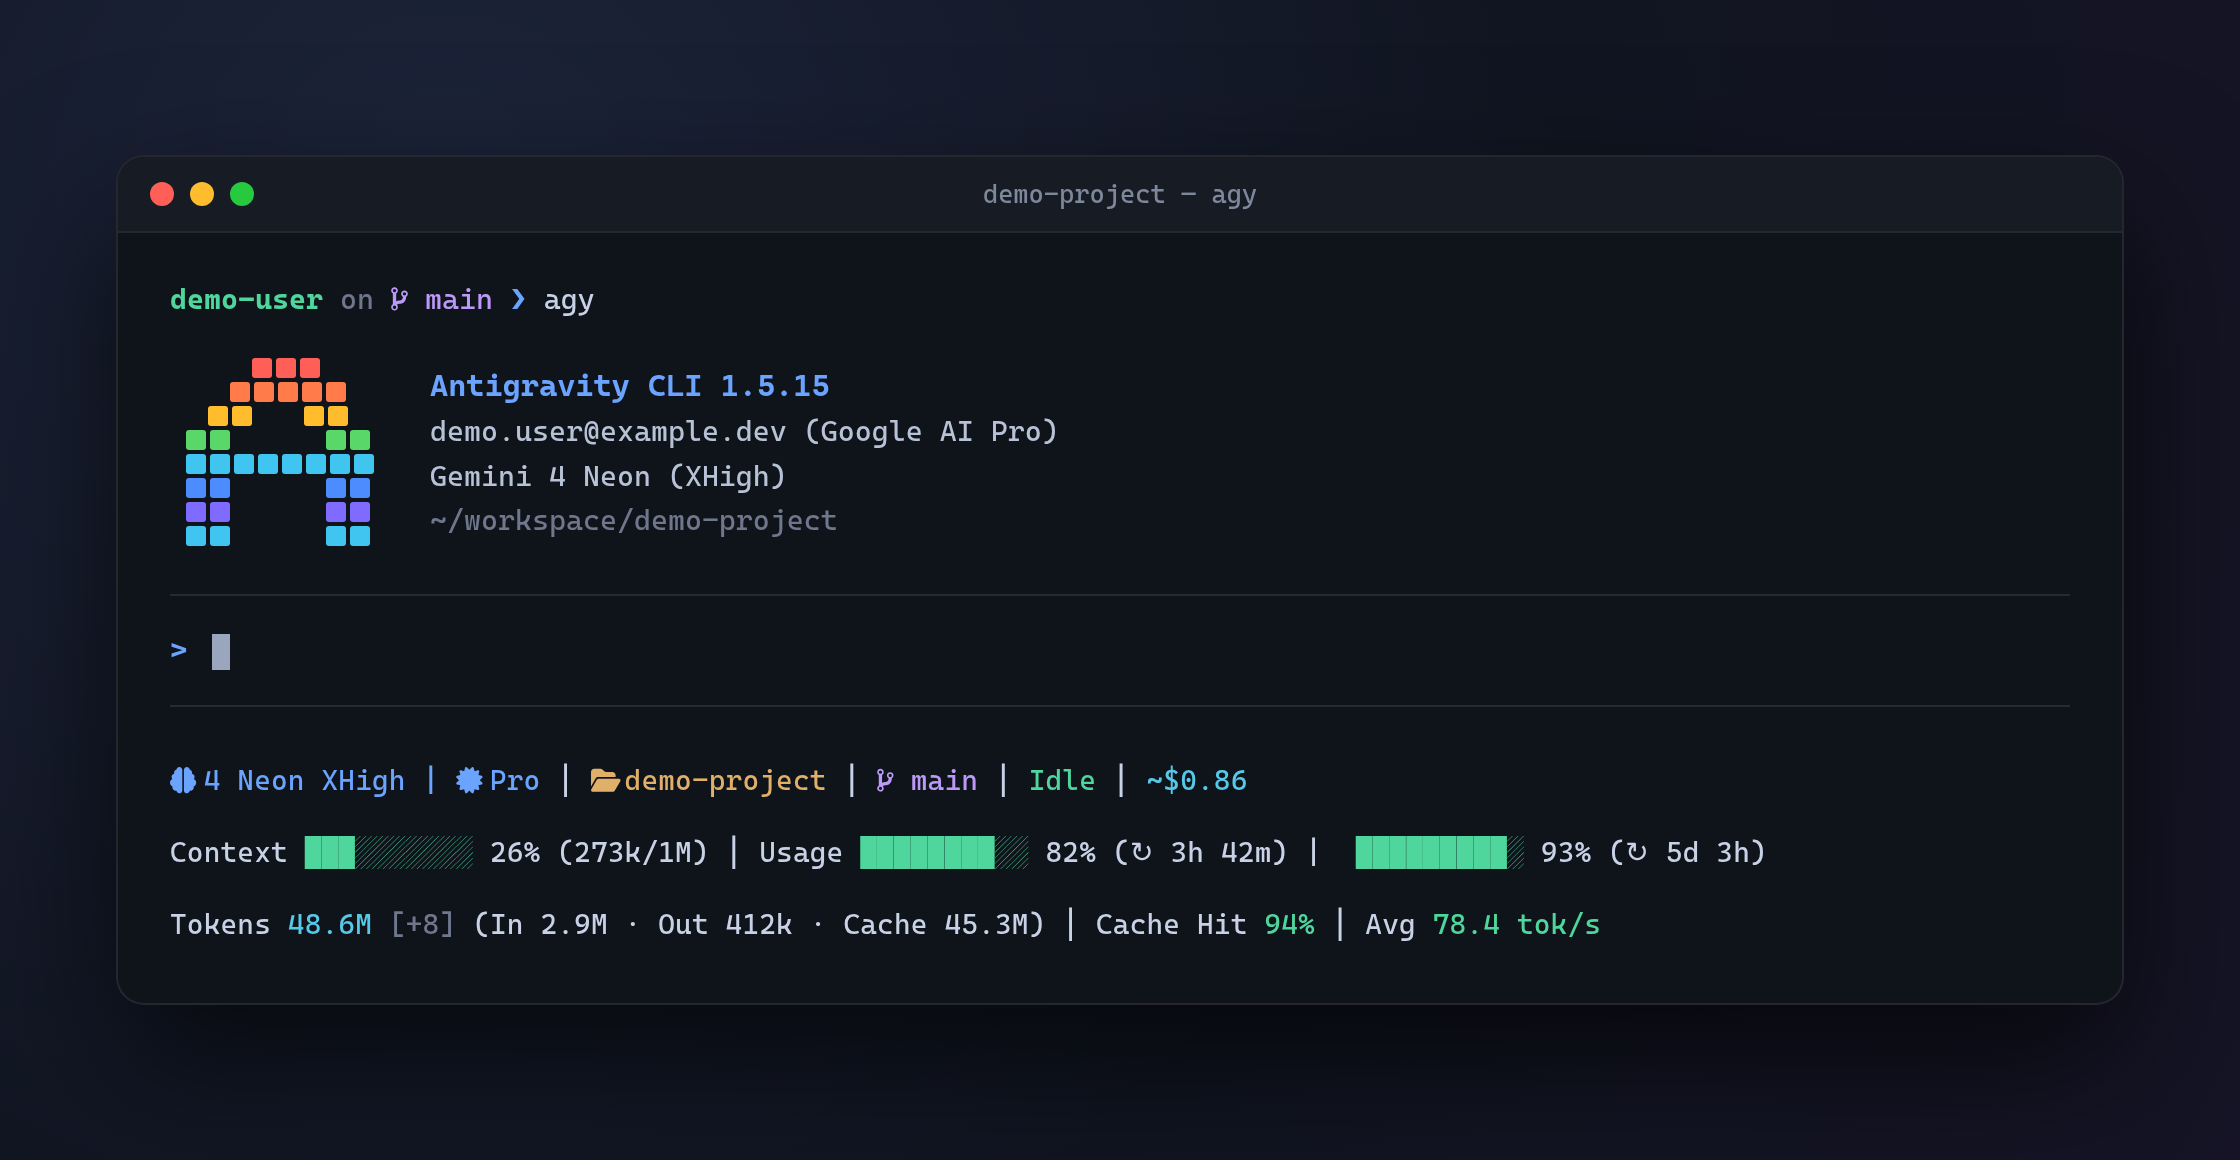 demo-project — agy
demo-user on main ❯ agy
Antigravity CLI 1.5.15
demo.user@example.dev (Google AI Pro)
Gemini 4 Neon (XHigh)
~/workspace/demo-project
>
4 Neon XHigh | Pro | demo-project | main | Idle | ~$0.86
Context 26% (273k/1M) | Usage 82% (↻ 3h 42m) | 93% (↻ 5d 3h)
Tokens 48.6M [+8] (In 2.9M · Out 412k · Cache 45.3M) | Cache Hit 94% | Avg 78.4 tok/s